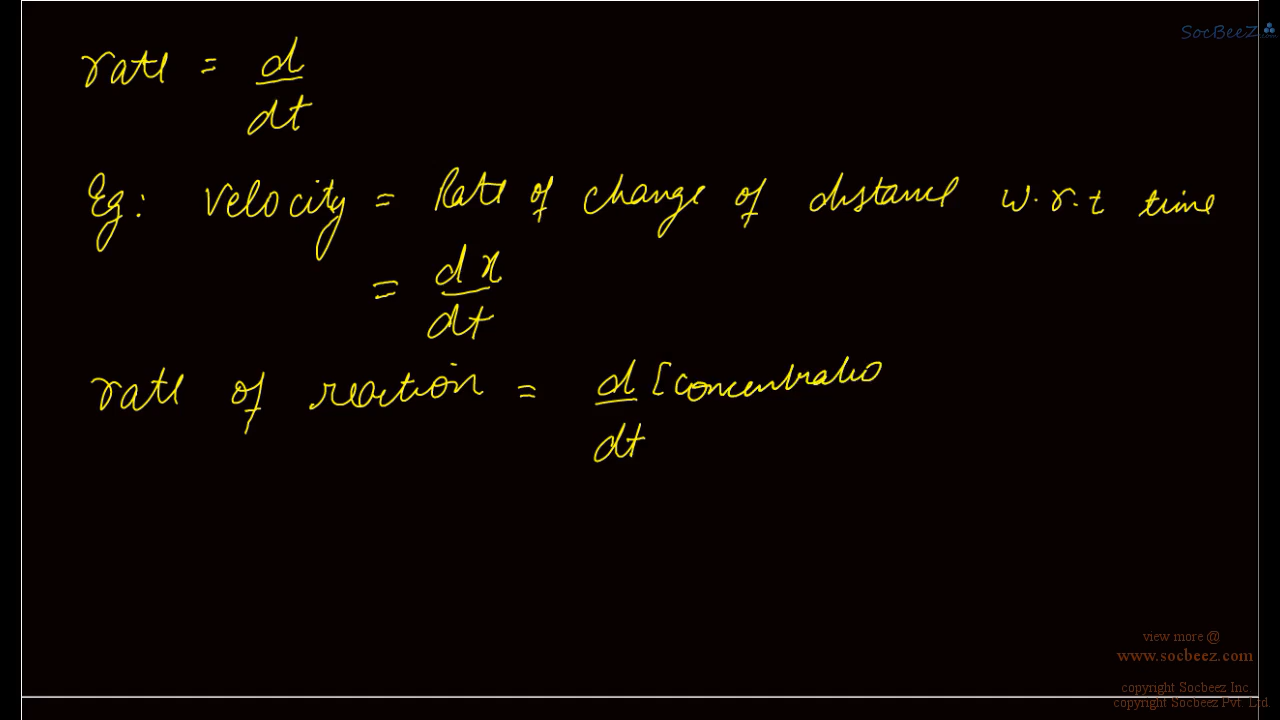 SocBeeZ.com
rate = d/dt
Eg: Velocity = Rate of change of distance w.r.t time
= dx/dt
rate of reaction = d/dt [concentratio
view more @
www.socbeez.com
copyright Socbeez Inc.
copyright Socbeez Pvt. Ltd.